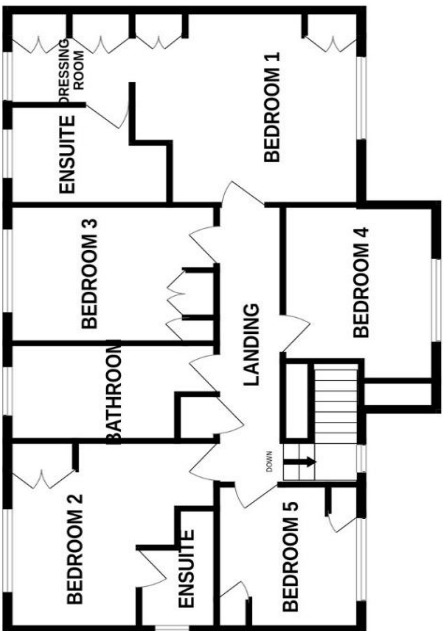 DRESSING
ROOM
BEDROOM 1
ENSUITE
BEDROOM 3
BEDROOM 4
LANDING
BATHROOM
DOWN
BEDROOM 2
ENSUITE
BEDROOM 5